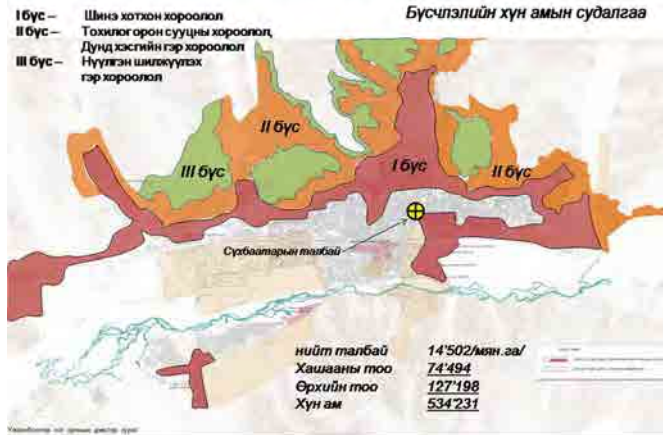 Бүсчлэлийн хүн амын судалгаа
I бүс – Шинэ хотхон хороолол
II бүс – Тохилог орон сууцны хороолол,
Дунд хэсгийн гэр хороолол
III бүс – Нүүлгэн шилжүүлэх
гэр хороолол
II бүс
III бүс
I бүс
II бүс
Сүхбаатарын талбай
нийт талбай 14'502/мян.га/
Хашааны тоо 74'494
Өрхийн тоо 127'198
Хүн ам 534'231